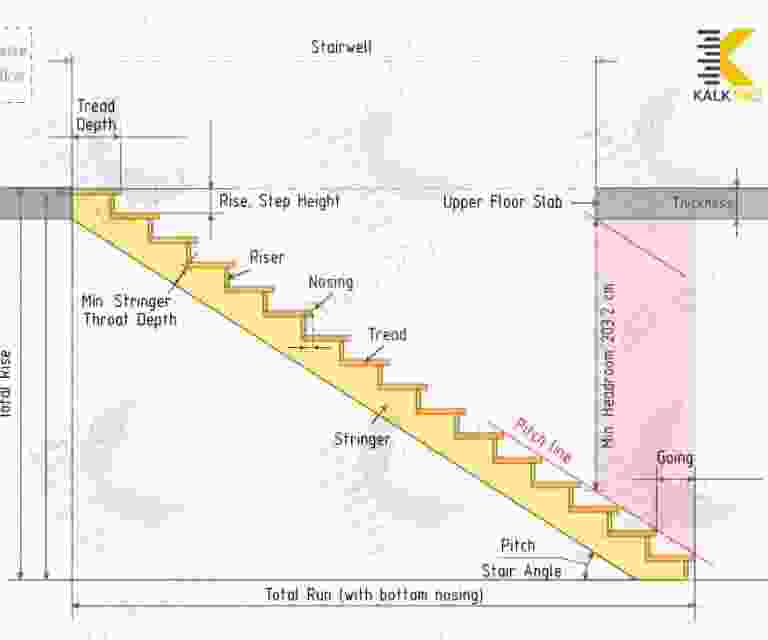 Stairwell
KALK
Tread
Depth
Rise, Step Height
Upper Floor Slab
Thickness
Riser
Nosing
Min. Stringer
Throat Depth
Tread
Total Rise
Min. Headroom 203.2 cm
Stringer
Pitch line
Going
Pitch
Stair Angle
Total Run (with bottom nosing)